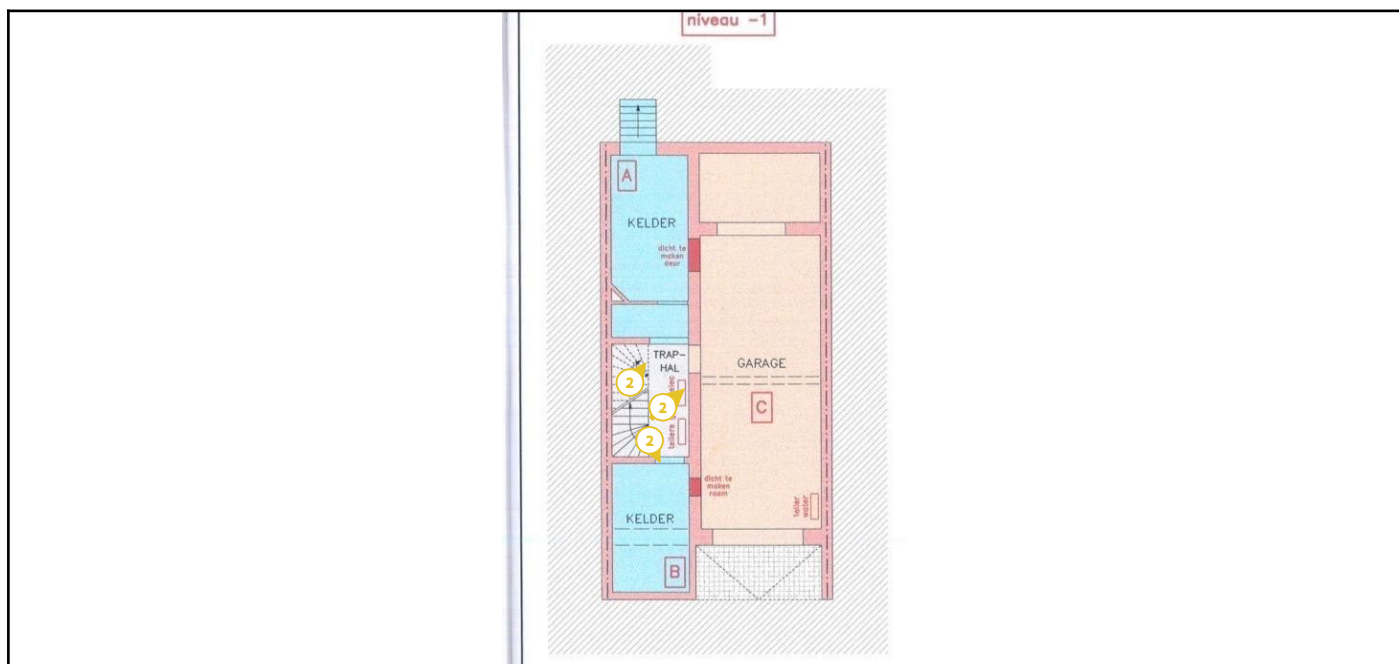 niveau -1
A
KELDER
dicht te
maken
deur
TRAP-
HAL
GARAGE
2
elec
2
C
2
tellers
dicht te
maken
raam
teller
water
KELDER
B